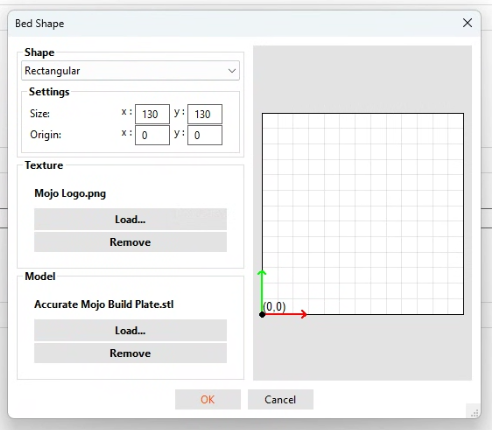 Bed Shape
Shape
Rectangular
Settings
Size: x: 130 y: 130
Origin: x: 0 y: 0
Texture
Mojo Logo.png
Load...
Remove
Model
Accurate Mojo Build Plate.stl
Load...
Remove
(0,0)
OK Cancel